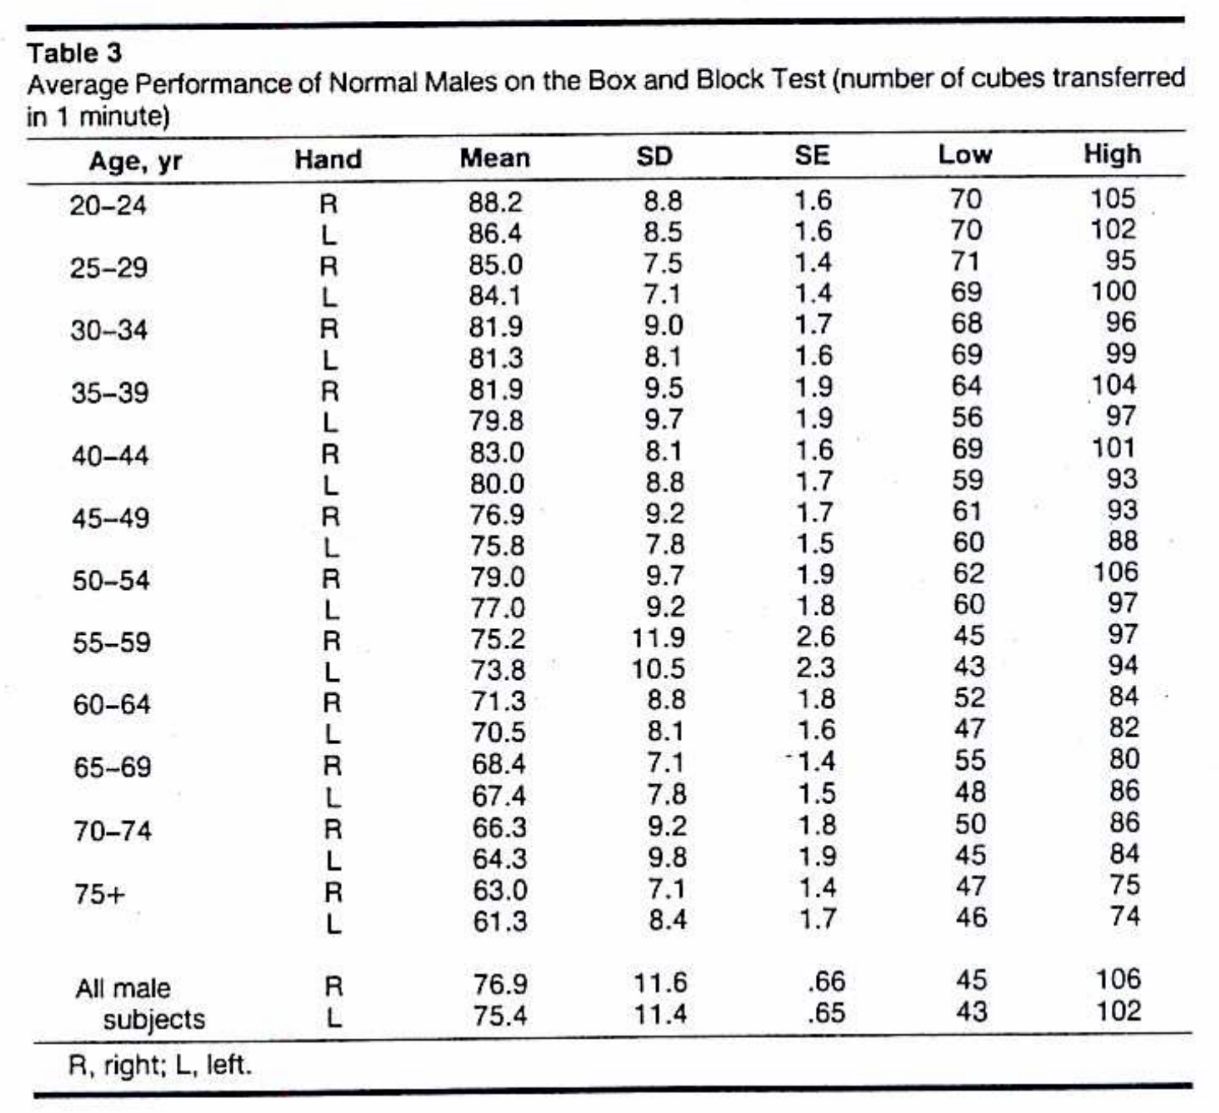 Table 3
Average Performance of Normal Males on the Box and Block Test (number of cubes transferred
in 1 minute)
Age, yr Hand Mean SD SE Low High
20–24 R 88.2 8.8 1.6 70 105
L 86.4 8.5 1.6 70 102
25–29 R 85.0 7.5 1.4 71 95
L 84.1 7.1 1.4 69 100
30–34 R 81.9 9.0 1.7 68 96
L 81.3 8.1 1.6 69 99
35–39 R 81.9 9.5 1.9 64 104
L 79.8 9.7 1.9 56 97
40–44 R 83.0 8.1 1.6 69 101
L 80.0 8.8 1.7 59 93
45–49 R 76.9 9.2 1.7 61 93
L 75.8 7.8 1.5 60 88
50–54 R 79.0 9.7 1.9 62 106
L 77.0 9.2 1.8 60 97
55–59 R 75.2 11.9 2.6 45 97
L 73.8 10.5 2.3 43 94
60–64 R 71.3 8.8 1.8 52 84
L 70.5 8.1 1.6 47 82
65–69 R 68.4 7.1 1.4 55 80
L 67.4 7.8 1.5 48 86
70–74 R 66.3 9.2 1.8 50 86
L 64.3 9.8 1.9 45 84
75+ R 63.0 7.1 1.4 47 75
L 61.3 8.4 1.7 46 74
All male R 76.9 11.6 .66 45 106
subjects L 75.4 11.4 .65 43 102
R, right; L, left.